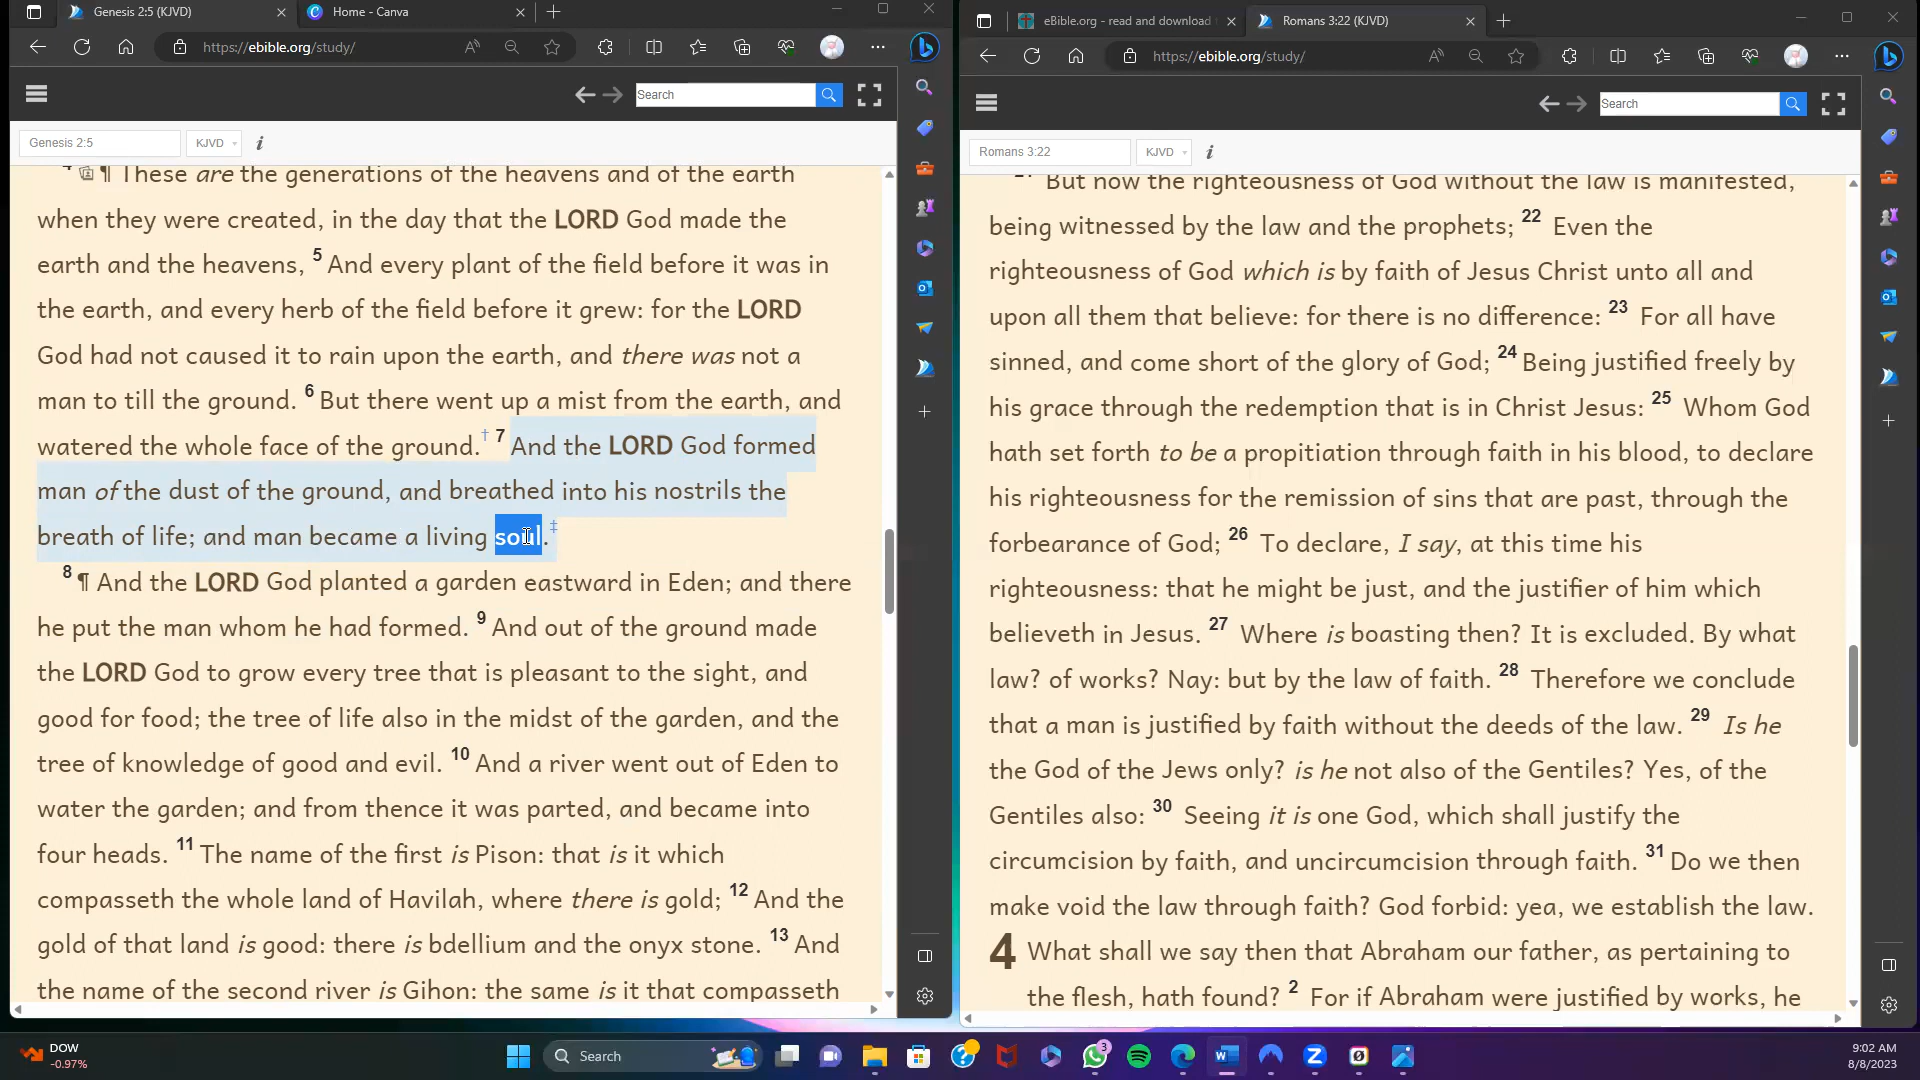 Genesis 2:5 (KJVD)
Home - Canva
https://ebible.org/study/
Search
Genesis 2:5
KJVD
i
4 ¶ These are the generations of the heavens and of the earth
when they were created, in the day that the LORD God made the
earth and the heavens, 5 And every plant of the field before it was in
the earth, and every herb of the field before it grew: for the LORD
God had not caused it to rain upon the earth, and there was not a
man to till the ground. 6 But there went up a mist from the earth, and
watered the whole face of the ground. † 7 And the LORD God formed
man of the dust of the ground, and breathed into his nostrils the
breath of life; and man became a living soul. ‡
8 ¶ And the LORD God planted a garden eastward in Eden; and there
he put the man whom he had formed. 9 And out of the ground made
the LORD God to grow every tree that is pleasant to the sight, and
good for food; the tree of life also in the midst of the garden, and the
tree of knowledge of good and evil. 10 And a river went out of Eden to
water the garden; and from thence it was parted, and became into
four heads. 11 The name of the first is Pison: that is it which
compasseth the whole land of Havilah, where there is gold; 12 And the
gold of that land is good: there is bdellium and the onyx stone. 13 And
the name of the second river is Gihon: the same is it that compasseth
eBible.org - read and download
Romans 3:22 (KJVD)
https://ebible.org/study/
Search
Romans 3:22
KJVD
i
21 But now the righteousness of God without the law is manifested,
being witnessed by the law and the prophets; 22 Even the
righteousness of God which is by faith of Jesus Christ unto all and
upon all them that believe: for there is no difference: 23 For all have
sinned, and come short of the glory of God; 24 Being justified freely by
his grace through the redemption that is in Christ Jesus: 25 Whom God
hath set forth to be a propitiation through faith in his blood, to declare
his righteousness for the remission of sins that are past, through the
forbearance of God; 26 To declare, I say, at this time his
righteousness: that he might be just, and the justifier of him which
believeth in Jesus. 27 Where is boasting then? It is excluded. By what
law? of works? Nay: but by the law of faith. 28 Therefore we conclude
that a man is justified by faith without the deeds of the law. 29 Is he
the God of the Jews only? is he not also of the Gentiles? Yes, of the
Gentiles also: 30 Seeing it is one God, which shall justify the
circumcision by faith, and uncircumcision through faith. 31 Do we then
make void the law through faith? God forbid: yea, we establish the law.
4 What shall we say then that Abraham our father, as pertaining to
the flesh, hath found? 2 For if Abraham were justified by works, he
DOW
-0.97%
Search
3
9:02 AM
8/8/2023